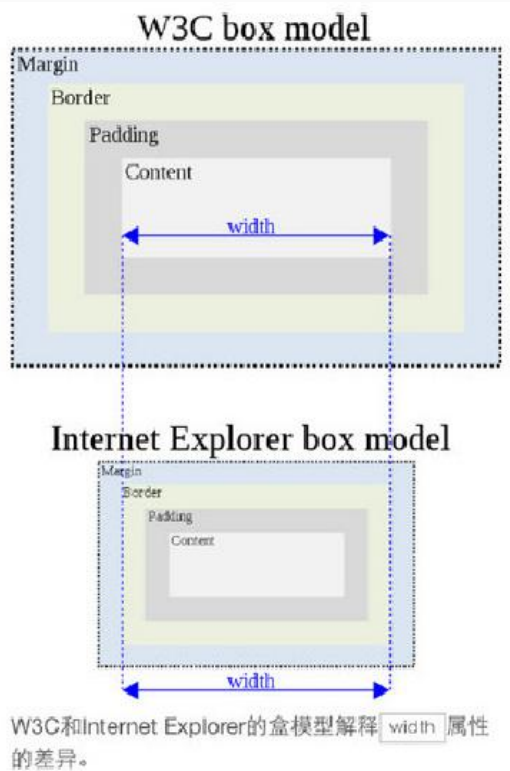 W3C box model
Margin
Border
Padding
Content
width
Internet Explorer box model
Margin
Border
Padding
Content
width
W3C和Internet Explorer的盒模型解释 width 属性
的差异。